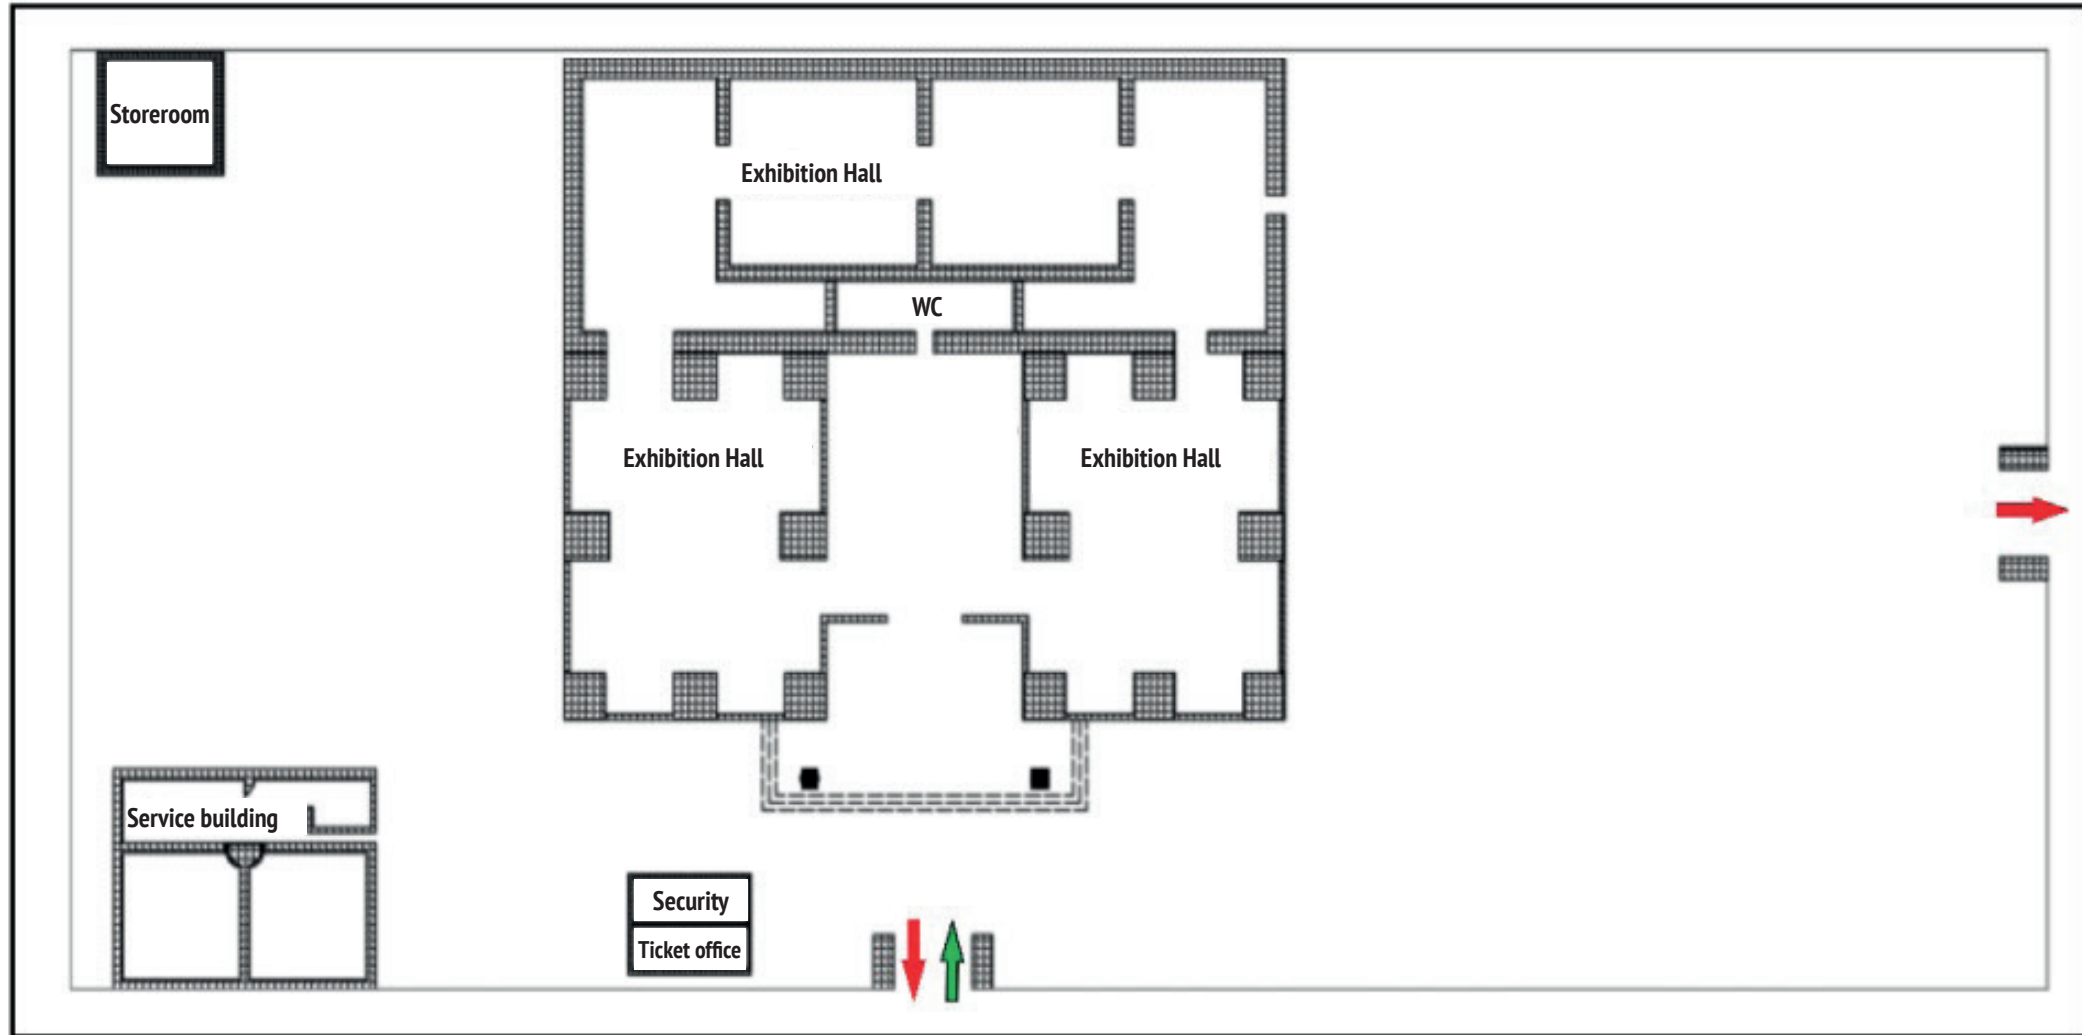 Storeroom
Exhibition Hall
WC
Exhibition Hall
Exhibition Hall
Service building
Security
Ticket office